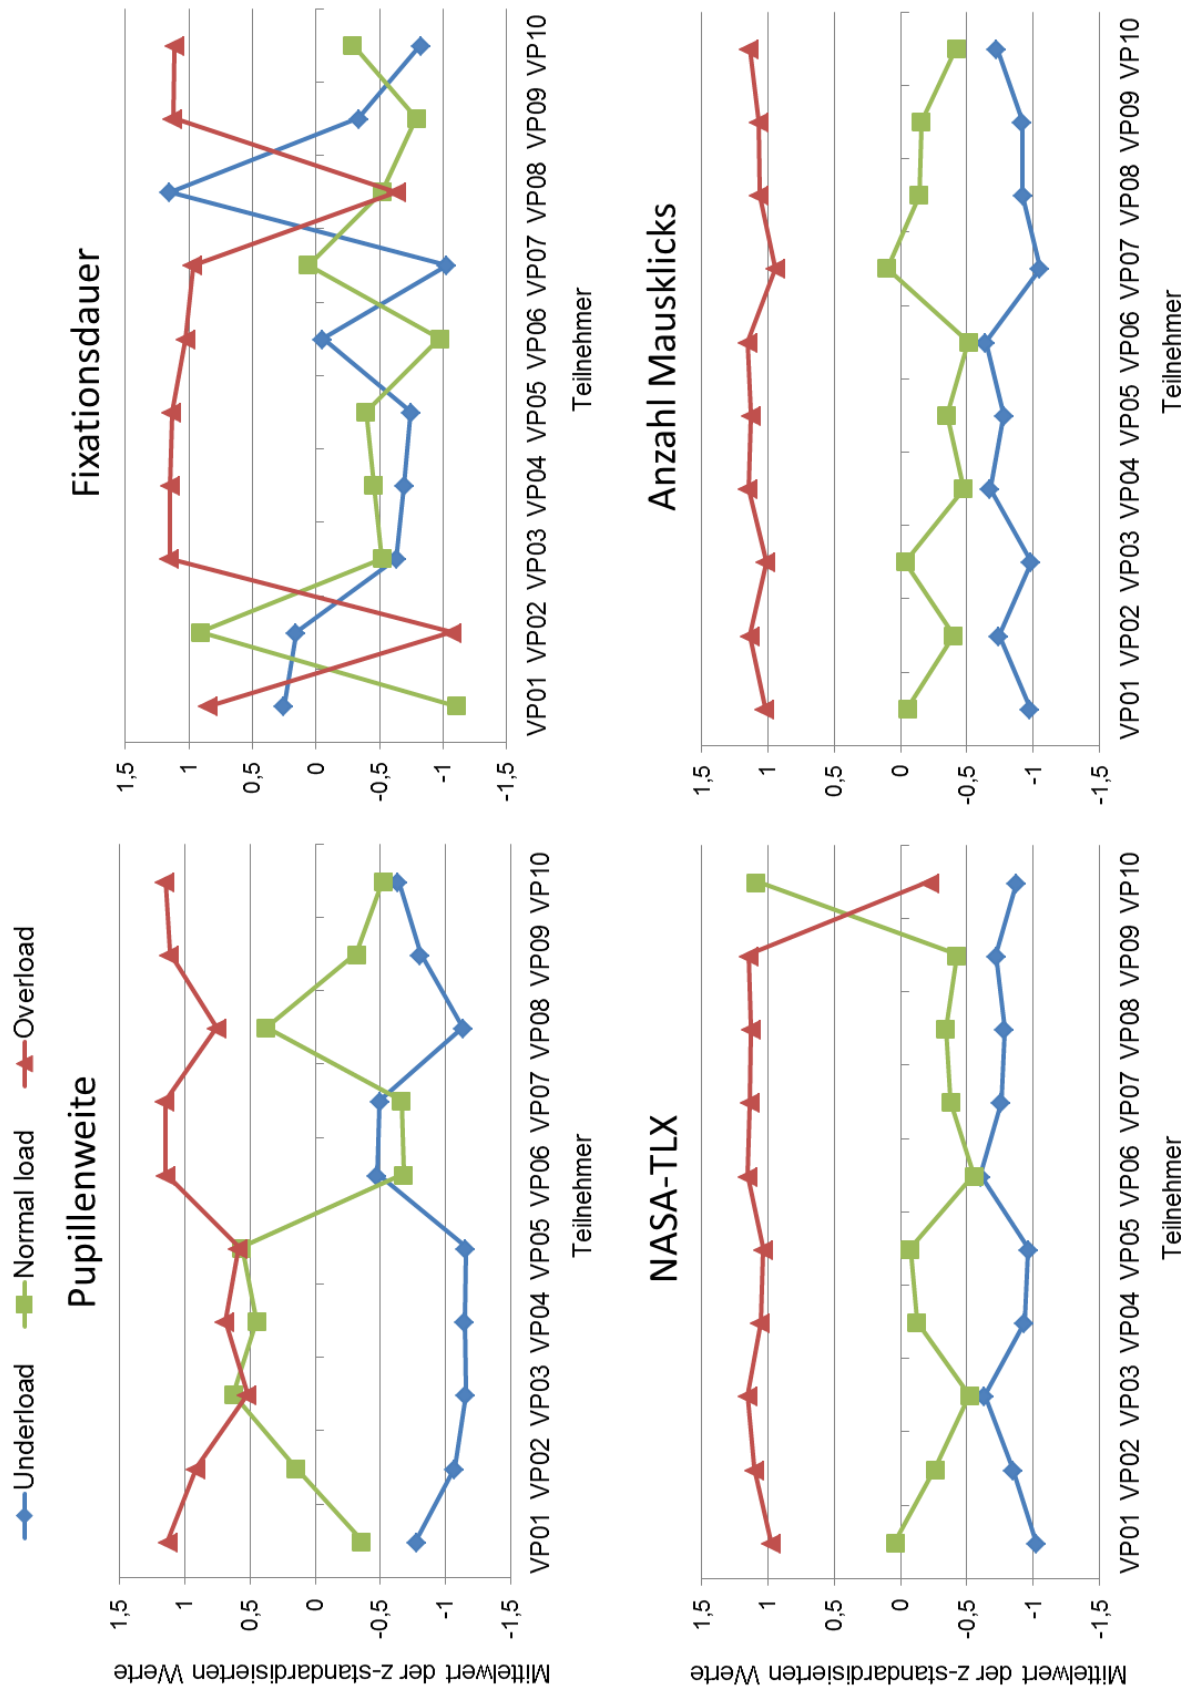 Underload Normal load Overload
Pupillenweite
Mittelwert der z-standardisierten Werte
1,5
1
0,5
0
-0,5
-1
-1,5
VP01 VP02 VP03 VP04 VP05 VP06 VP07 VP08 VP09 VP10
Teilnehmer
Fixationsdauer
1,5
1
0,5
0
-0,5
-1
-1,5
VP01 VP02 VP03 VP04 VP05 VP06 VP07 VP08 VP09 VP10
Teilnehmer
NASA-TLX
Mittelwert der z-standardisierten Werte
1,5
1
0,5
0
-0,5
-1
-1,5
VP01 VP02 VP03 VP04 VP05 VP06 VP07 VP08 VP09 VP10
Teilnehmer
Anzahl Mausklicks
1,5
1
0,5
0
-0,5
-1
-1,5
VP01 VP02 VP03 VP04 VP05 VP06 VP07 VP08 VP09 VP10
Teilnehmer